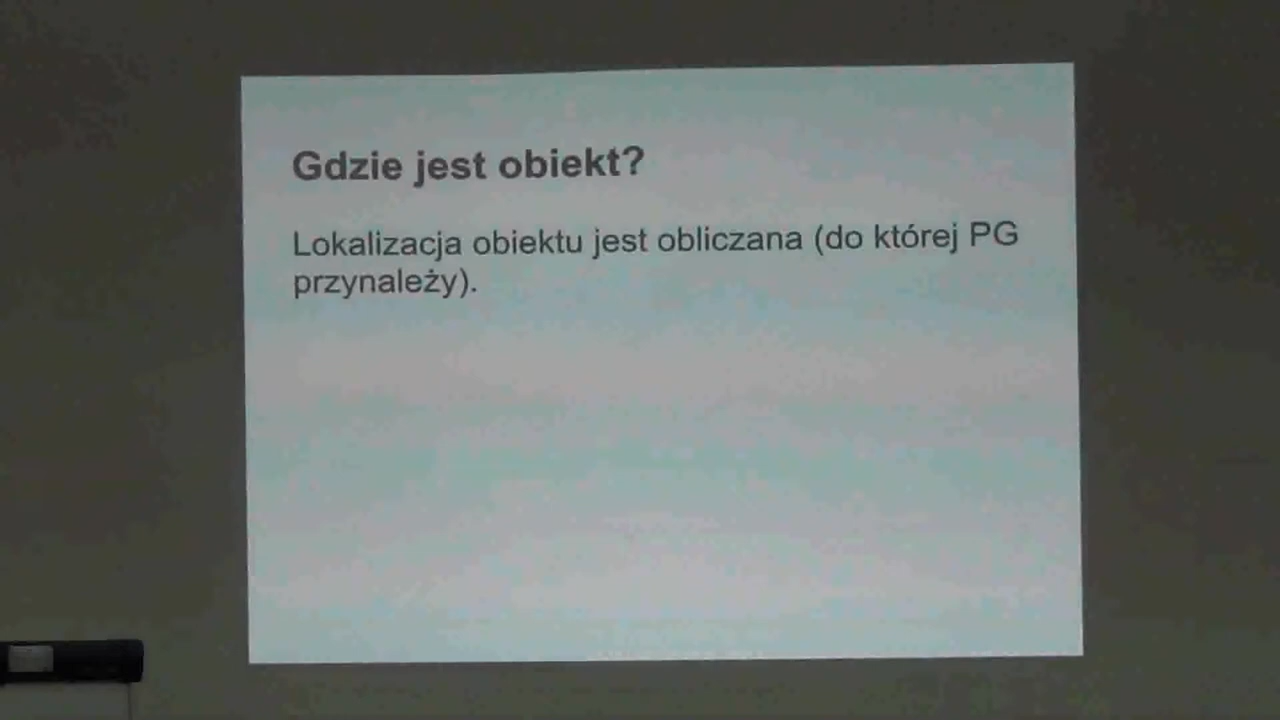 Gdzie jest obiekt?
Lokalizacja obiektu jest obliczana (do której PG
przynależy).